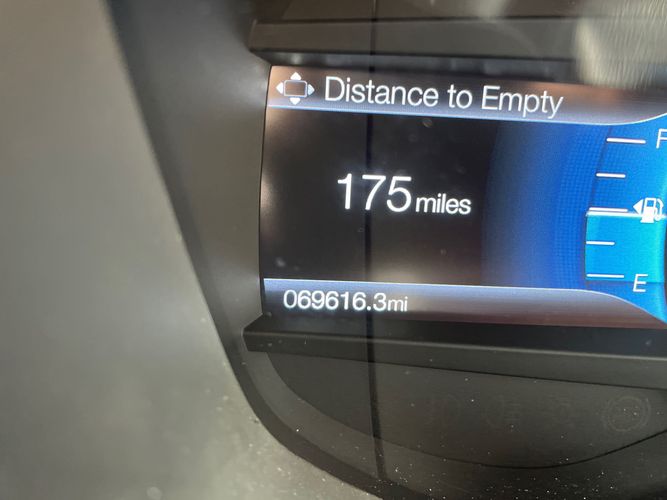 Distance to Empty
F
175 miles
E
069616.3mi